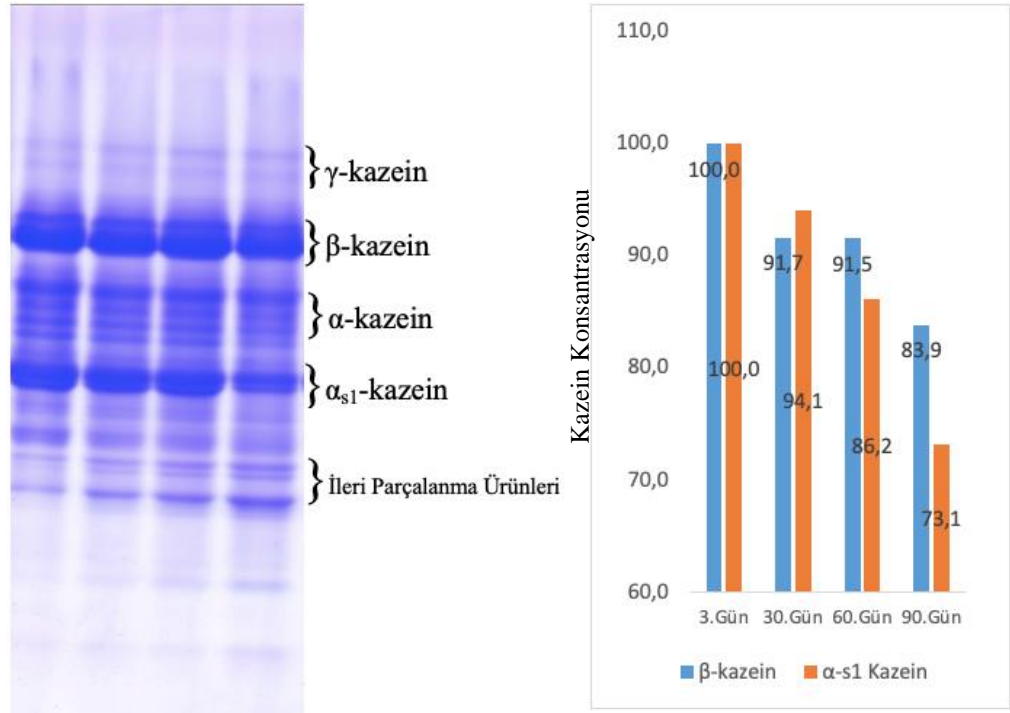 γ-kazein
β-kazein
α-kazein
αs1-kazein
İleri Parçalanma Ürünleri
Kazein Konsantrasyonu
110,0
100,0
90,0
80,0
70,0
60,0
100,0
100,0
91,7
94,1
91,5
86,2
83,9
73,1
3.Gün 30.Gün 60.Gün 90.Gün
β-kazein α-s1 Kazein